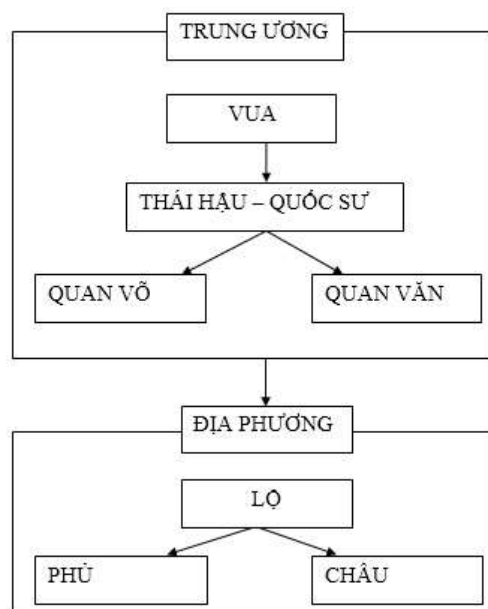 TRUNG ƯƠNG
VUA
THÁI HẬU – QUỐC SƯ
QUAN VÕ
QUAN VĂN
ĐỊA PHƯƠNG
LỘ
PHỦ
CHÂU